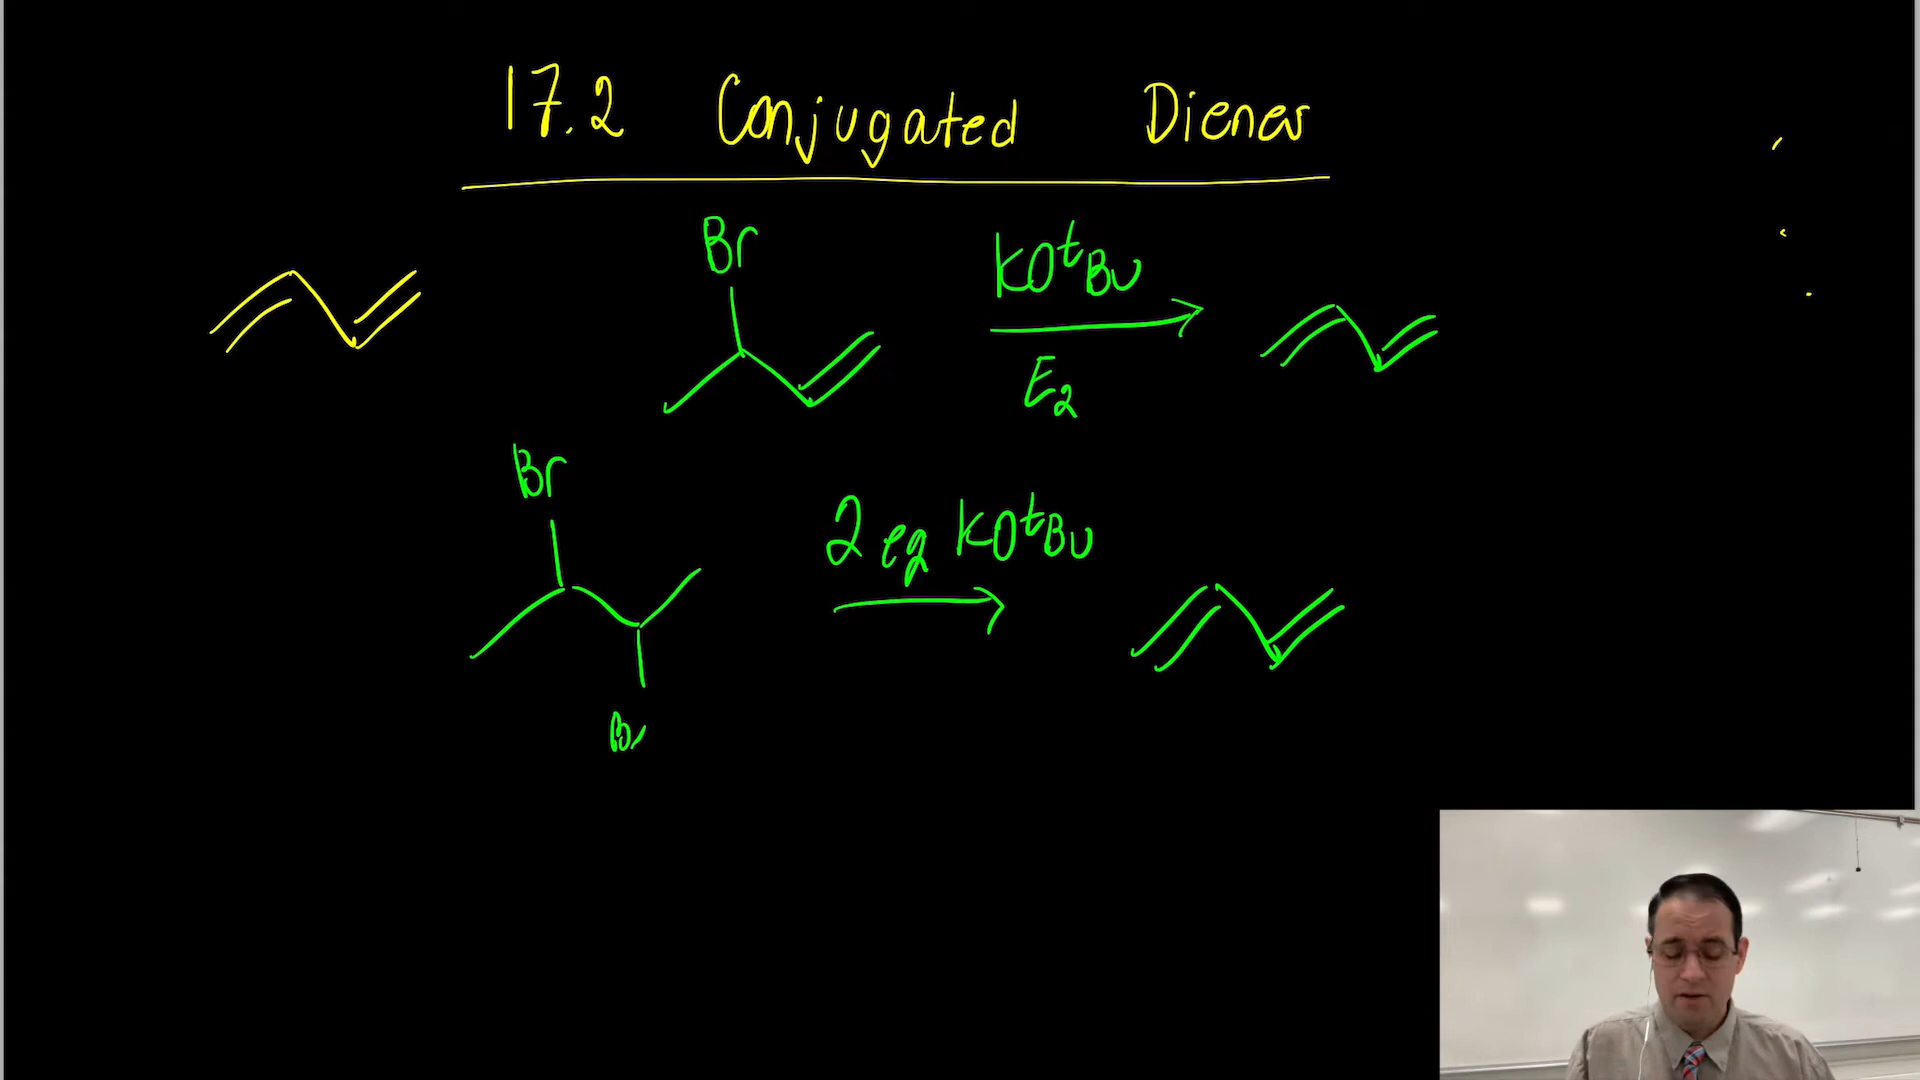 17.2 Conjugated Dienes
Br
KOtBu
E2
Br
2 eq KOtBu
Br